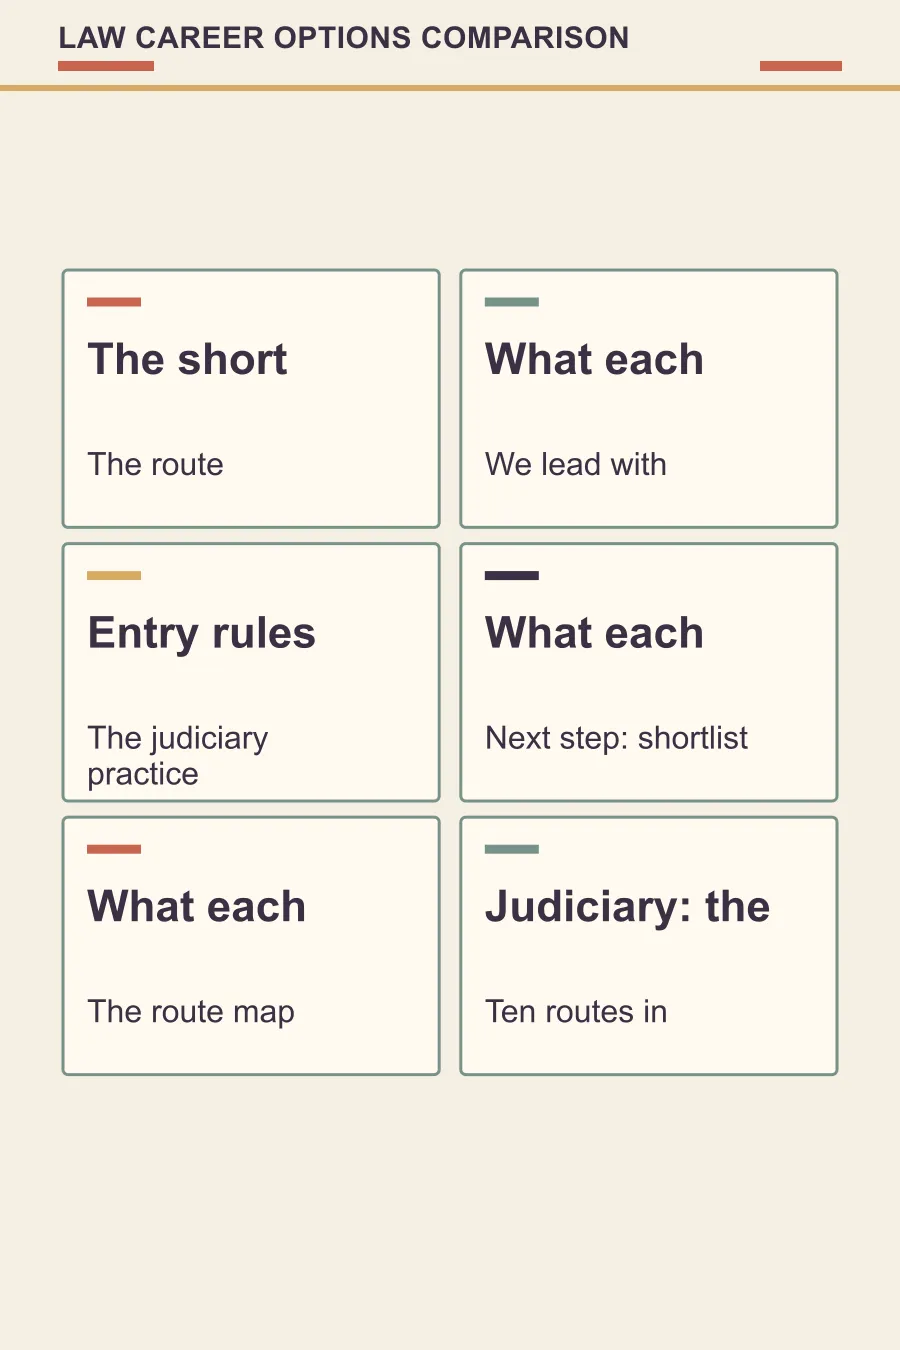 LAW CAREER OPTIONS COMPARISON
The short
The route
What each
We lead with
Entry rules
The judiciary
practice
What each
Next step: shortlist
What each
The route map
Judiciary: the
Ten routes in